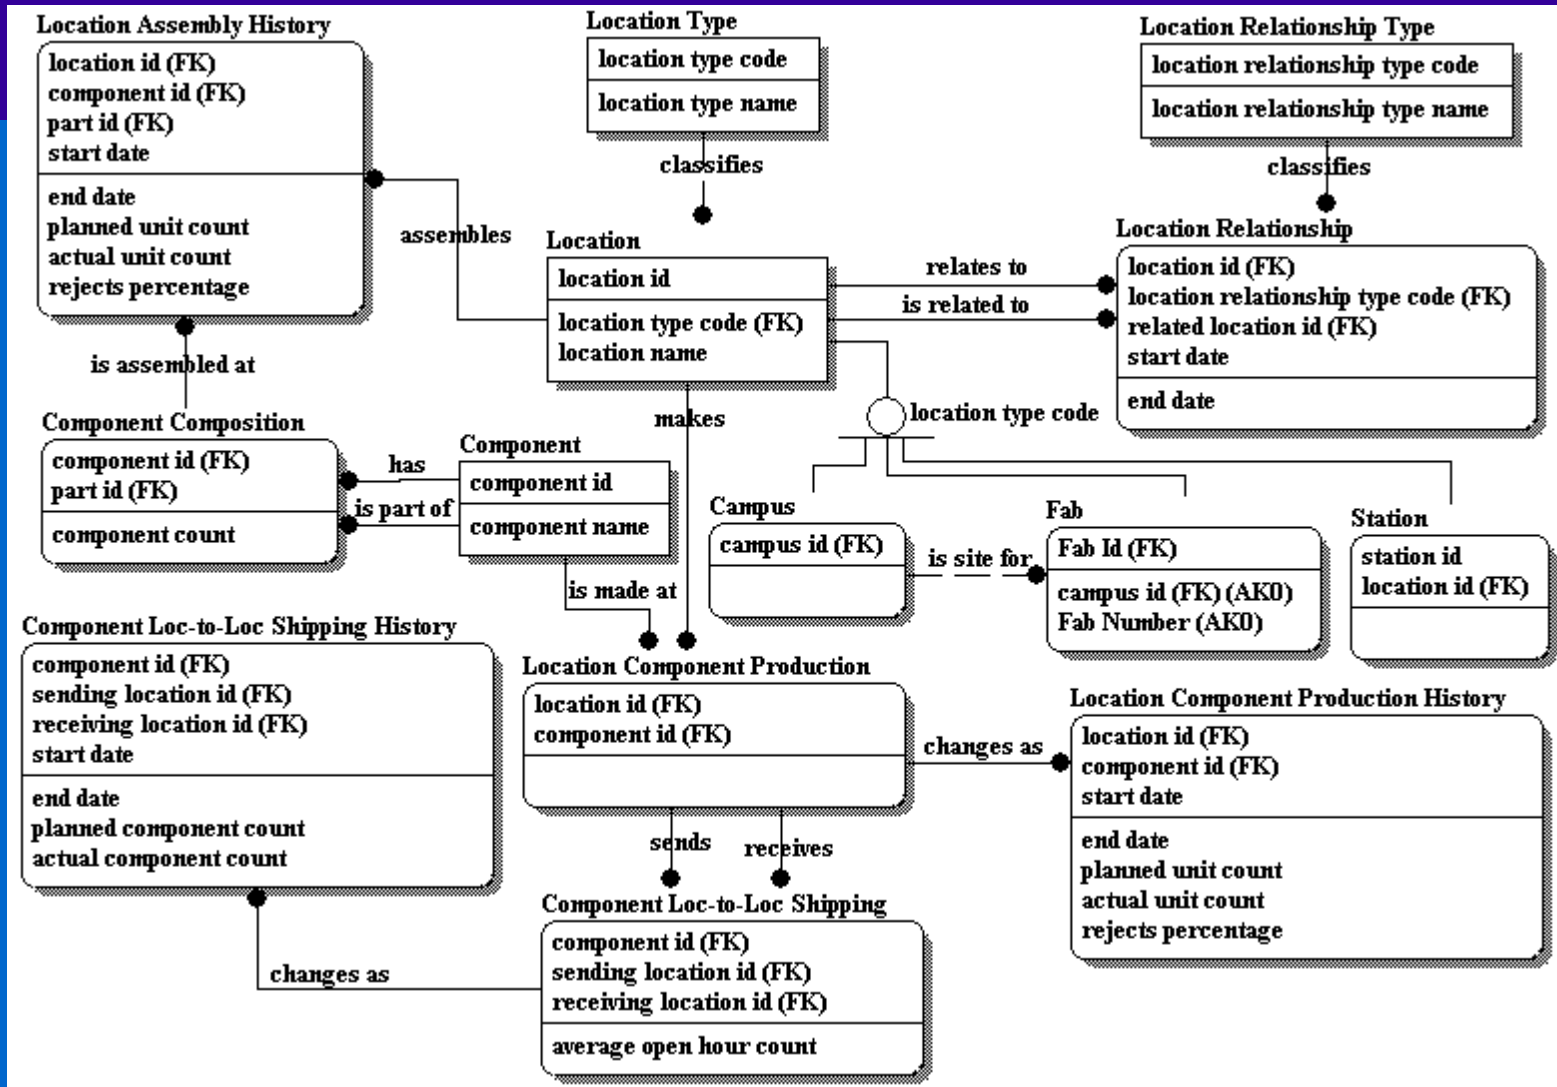 Location Assembly History
location id (FK)
component id (FK)
part id (FK)
start date
end date
planned unit count
actual unit count
rejects percentage
Location Type
location type code
location type name
classifies
Location Relationship Type
location relationship type code
location relationship type name
classifies
assembles
Location
location id
location type code (FK)
location name
relates to
is related to
Location Relationship
location id (FK)
location relationship type code (FK)
related location id (FK)
start date
end date
is assembled at
makes
location type code
Component Composition
component id (FK)
part id (FK)
component count
has
is part of
Component
component id
component name
is made at
Campus
campus id (FK)
is site for
Fab
Fab Id (FK)
campus id (FK) (AK0)
Fab Number (AK0)
Station
station id
location id (FK)
Component Loc-to-Loc Shipping History
component id (FK)
sending location id (FK)
receiving location id (FK)
start date
end date
planned component count
actual component count
Location Component Production
location id (FK)
component id (FK)
changes as
Location Component Production History
location id (FK)
component id (FK)
start date
end date
planned unit count
actual unit count
rejects percentage
sends
receives
changes as
Component Loc-to-Loc Shipping
component id (FK)
sending location id (FK)
receiving location id (FK)
average open hour count